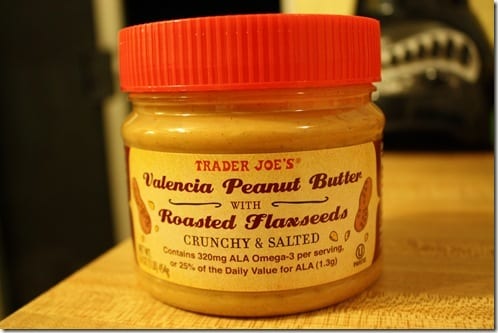 TRADER JOE'S®
Valencia Peanut Butter
WITH
Roasted Flaxseeds
CRUNCHY & SALTED
Contains 320mg ALA Omega-3 per serving,
or 25% of the Daily Value for ALA (1.3g)